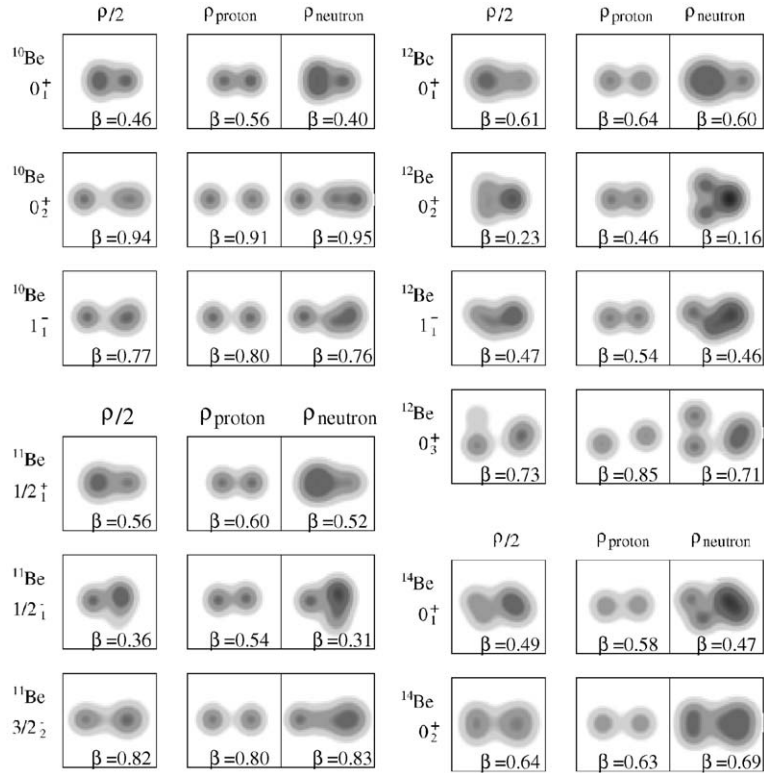 ρ/2 ρproton ρneutron
¹⁰Be
0⁺₁
β=0.46 β=0.56 β=0.40
¹⁰Be
0⁺₂
β=0.94 β=0.91 β=0.95
¹⁰Be
1⁻₁
β=0.77 β=0.80 β=0.76
ρ/2 ρproton ρneutron
¹¹Be
1/2⁺₁
β=0.56 β=0.60 β=0.52
¹¹Be
1/2⁻₁
β=0.36 β=0.54 β=0.31
¹¹Be
3/2⁻₂
β=0.82 β=0.80 β=0.83
ρ/2 ρproton ρneutron
¹²Be
0⁺₁
β=0.61 β=0.64 β=0.60
¹²Be
0⁺₂
β=0.23 β=0.46 β=0.16
¹²Be
1⁻₁
β=0.47 β=0.54 β=0.46
¹²Be
0⁺₃
β=0.73 β=0.85 β=0.71
ρ/2 ρproton ρneutron
¹⁴Be
0⁺₁
β=0.49 β=0.58 β=0.47
¹⁴Be
0⁺₂
β=0.64 β=0.63 β=0.69